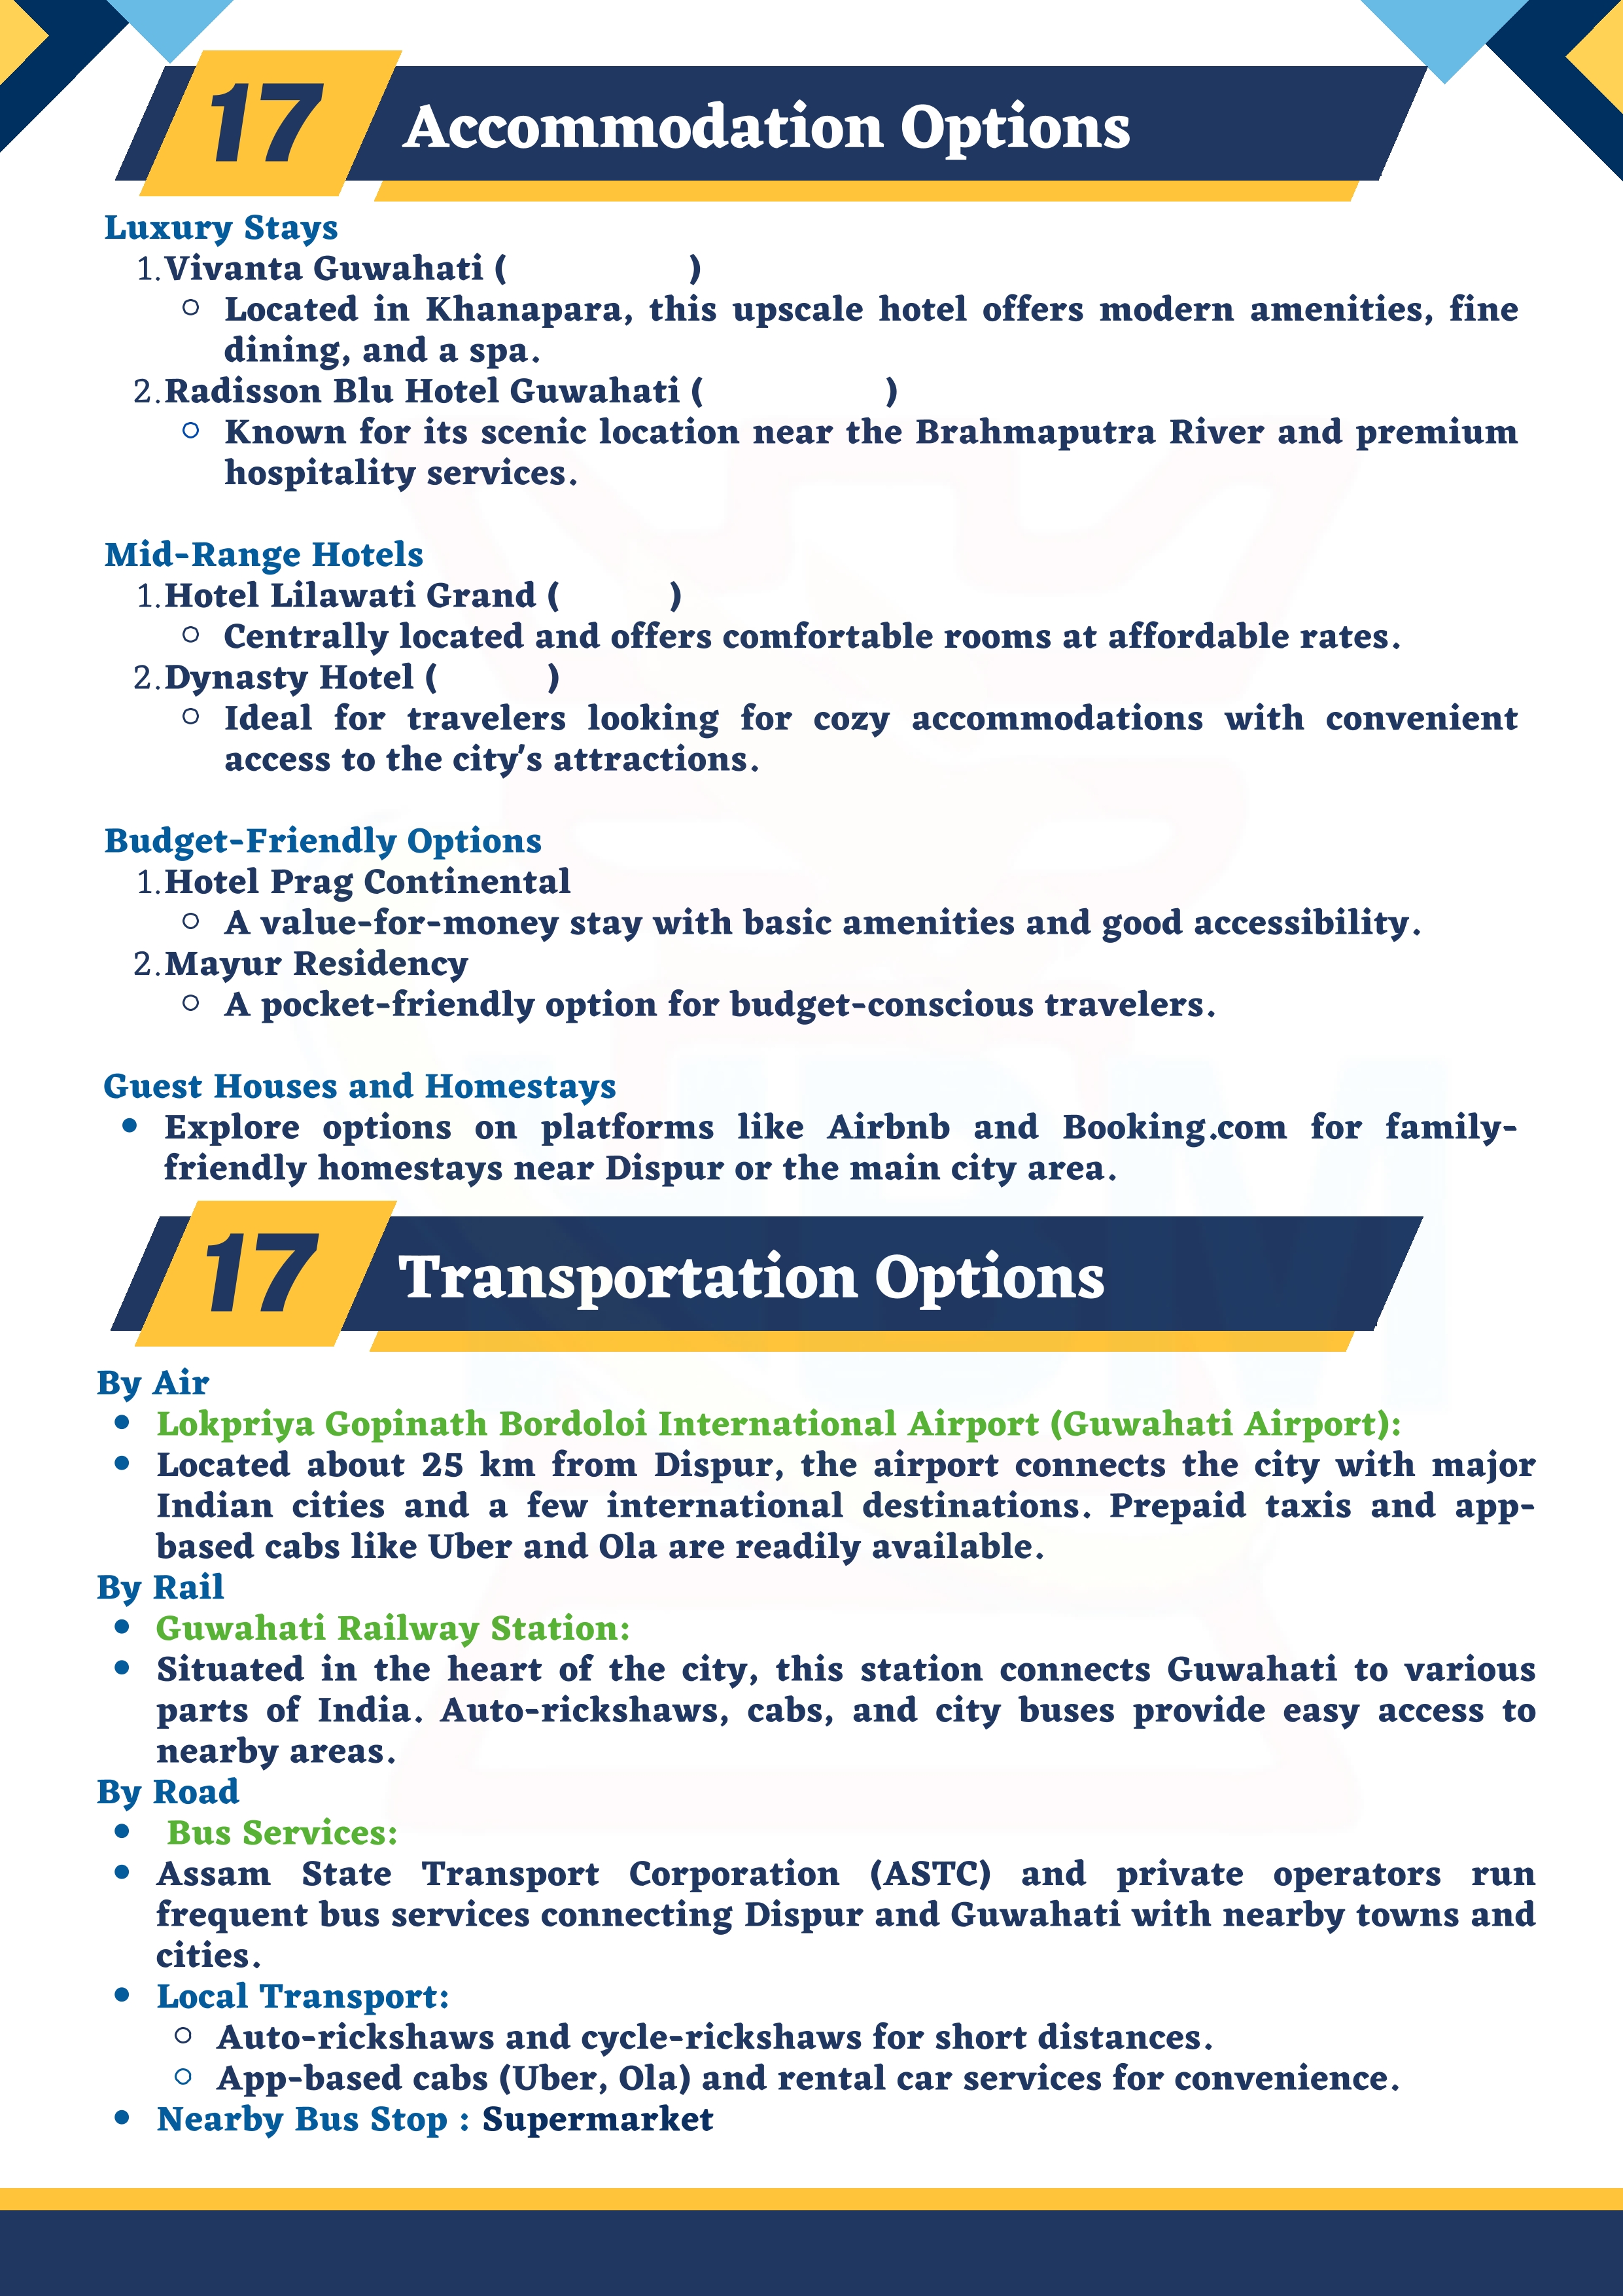 17 Accommodation Options
Luxury Stays
1. Vivanta Guwahati ( )
○ Located in Khanapara, this upscale hotel offers modern amenities, fine
dining, and a spa.
2. Radisson Blu Hotel Guwahati ( )
○ Known for its scenic location near the Brahmaputra River and premium
hospitality services.
Mid-Range Hotels
1. Hotel Lilawati Grand ( )
○ Centrally located and offers comfortable rooms at affordable rates.
2. Dynasty Hotel ( )
○ Ideal for travelers looking for cozy accommodations with convenient
access to the city's attractions.
Budget-Friendly Options
1. Hotel Prag Continental
○ A value-for-money stay with basic amenities and good accessibility.
2. Mayur Residency
○ A pocket-friendly option for budget-conscious travelers.
Guest Houses and Homestays
• Explore options on platforms like Airbnb and Booking.com for family-
friendly homestays near Dispur or the main city area.
17 Transportation Options
By Air
• Lokpriya Gopinath Bordoloi International Airport (Guwahati Airport):
• Located about 25 km from Dispur, the airport connects the city with major
Indian cities and a few international destinations. Prepaid taxis and app-
based cabs like Uber and Ola are readily available.
By Rail
• Guwahati Railway Station:
• Situated in the heart of the city, this station connects Guwahati to various
parts of India. Auto-rickshaws, cabs, and city buses provide easy access to
nearby areas.
By Road
• Bus Services:
• Assam State Transport Corporation (ASTC) and private operators run
frequent bus services connecting Dispur and Guwahati with nearby towns and
cities.
• Local Transport:
○ Auto-rickshaws and cycle-rickshaws for short distances.
○ App-based cabs (Uber, Ola) and rental car services for convenience.
• Nearby Bus Stop : Supermarket